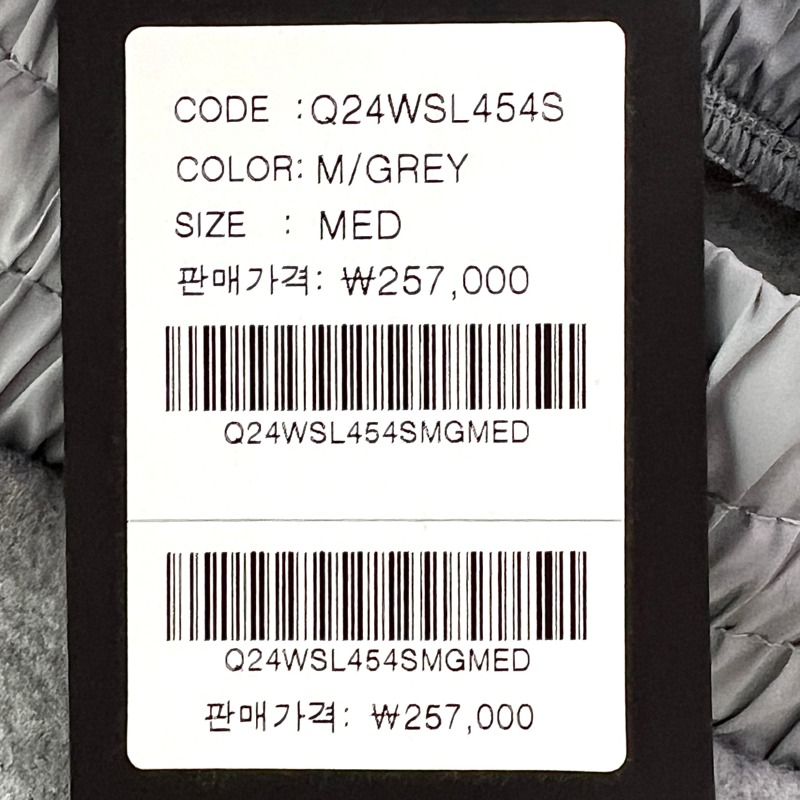 CODE :Q24WSL454S
COLOR: M/GREY
SIZE : MED
판매가격: ₩257,000
Q24WSL454SMGMED
Q24WSL454SMGMED
판매가격: ₩257,000